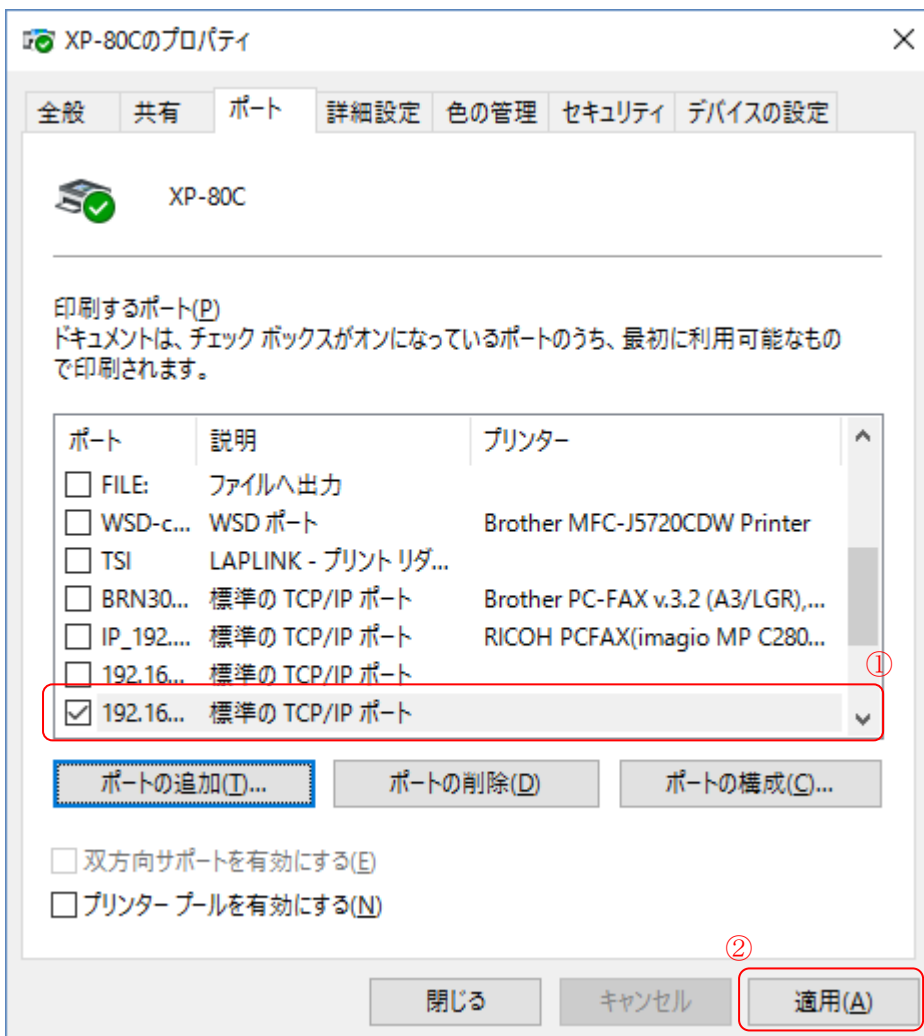 XP-80Cのプロパティ
全般 共有 ポート 詳細設定 色の管理 セキュリティ デバイスの設定
XP-80C
印刷するポート(P)
ドキュメントは、チェック ボックスがオンになっているポートのうち、最初に利用可能なもの
で印刷されます。
ポート 説明 プリンター
FILE: ファイルへ出力
WSD-c... WSD ポート Brother MFC-J5720CDW Printer
TSI LAPLINK - プリント リダ...
BRN30... 標準の TCP/IP ポート Brother PC-FAX v.3.2 (A3/LGR),...
IP_192.... 標準の TCP/IP ポート RICOH PCFAX(imagio MP C280...
①
192.16... 標準の TCP/IP ポート
192.16... 標準の TCP/IP ポート
ポートの追加(T)... ポートの削除(D) ポートの構成(C)...
双方向サポートを有効にする(E)
プリンター プールを有効にする(N)
②
閉じる キャンセル 適用(A)